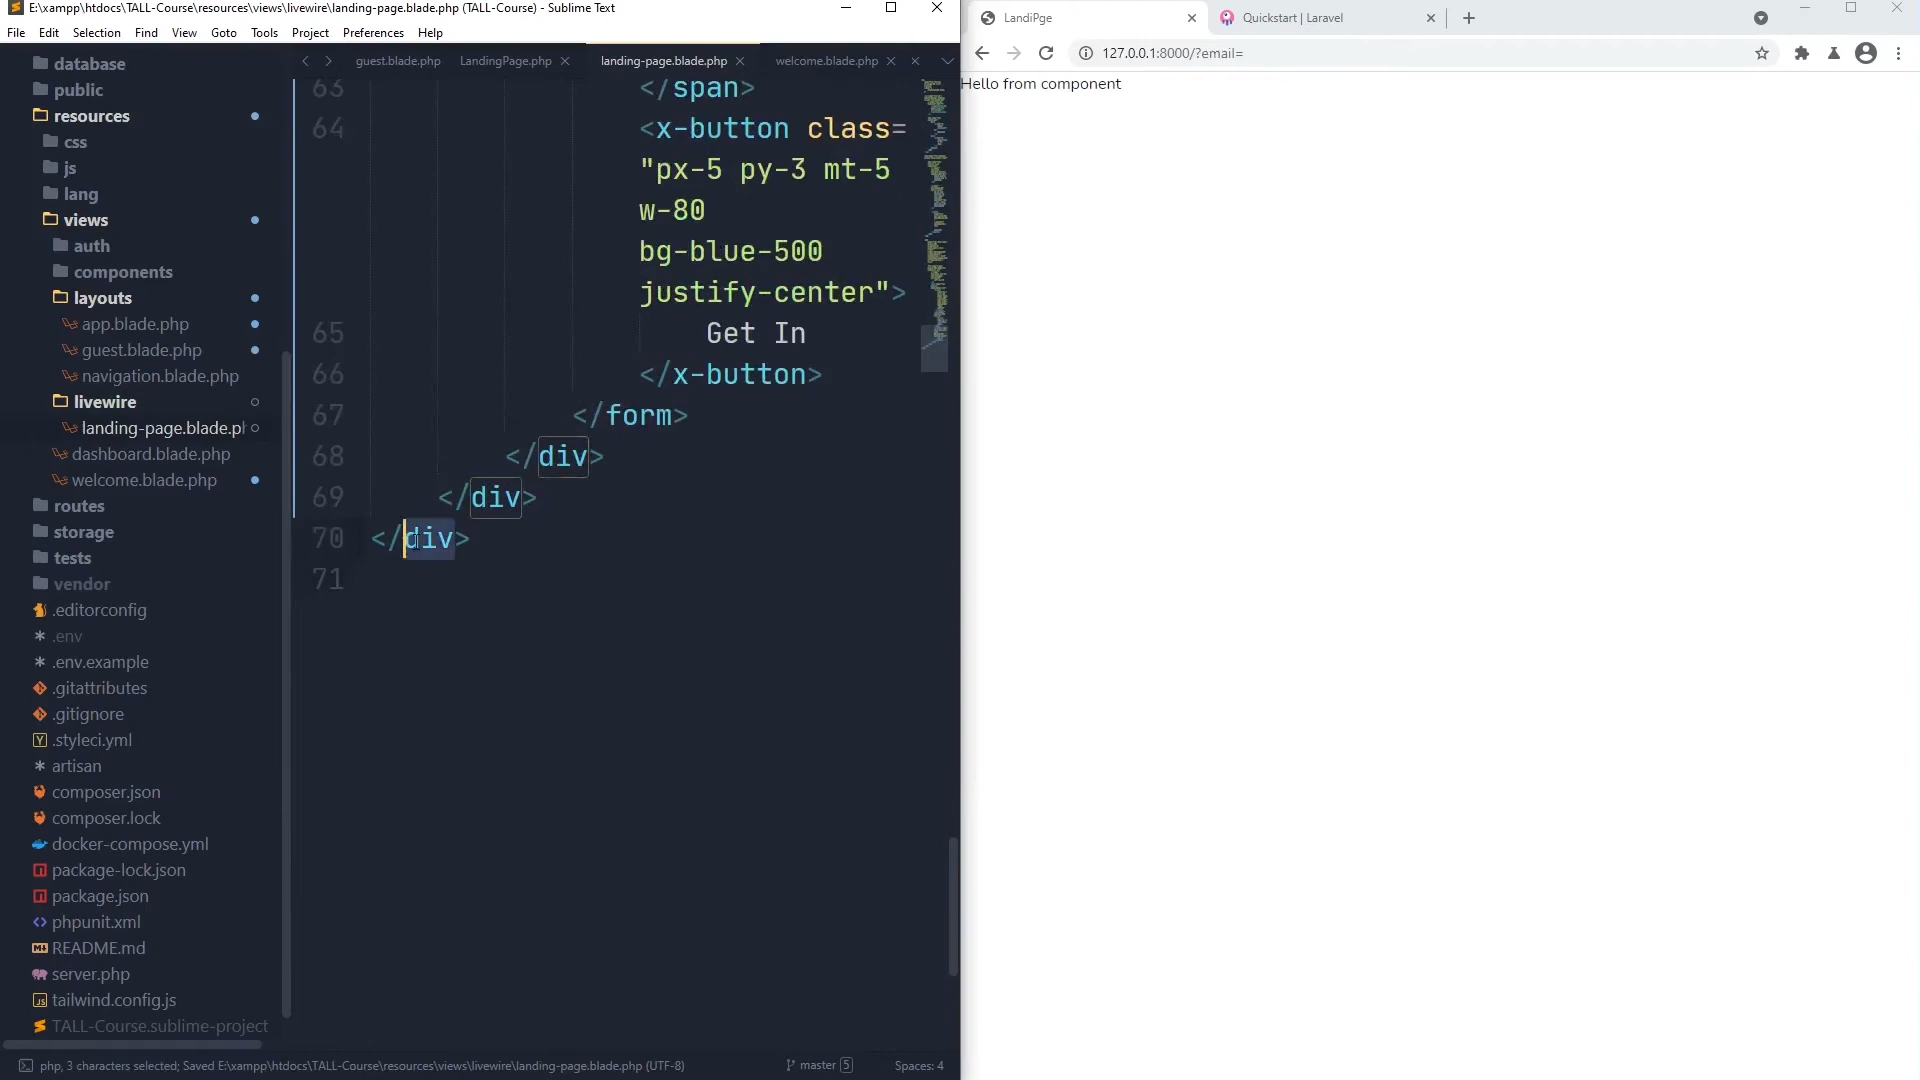 E:\xampp\htdocs\TALL-Course\resources\views\livewire\landing-page.blade.php (TALL-Course) - Sublime Text
File Edit Selection Find View Goto Tools Project Preferences Help
database
public
resources
css
js
lang
views
auth
components
layouts
app.blade.php
guest.blade.php
navigation.blade.php
livewire
landing-page.blade.pl
dashboard.blade.php
welcome.blade.php
routes
storage
tests
vendor
.editorconfig
.env
.env.example
.gitattributes
.gitignore
.styleci.yml
artisan
composer.json
composer.lock
docker-compose.yml
package-lock.json
package.json
phpunit.xml
README.md
server.php
tailwind.config.js
TALL-Course.sublime-project
guest.blade.php LandingPage.php landing-page.blade.php welcome.blade.php
63 </span>
64 <x-button class=
"px-5 py-3 mt-5
w-80
bg-blue-500
justify-center">
65 Get In
66 </x-button>
67 </form>
68 </div>
69 </div>
70 </div>
71
php, 3 characters selected; Saved E:\xampp\htdocs\TALL-Course\resources\views\livewire\landing-page.blade.php (UTF-8) master 5 Spaces: 4
LandiPge Quickstart | Laravel
127.0.0.1:8000/?email=
Hello from component